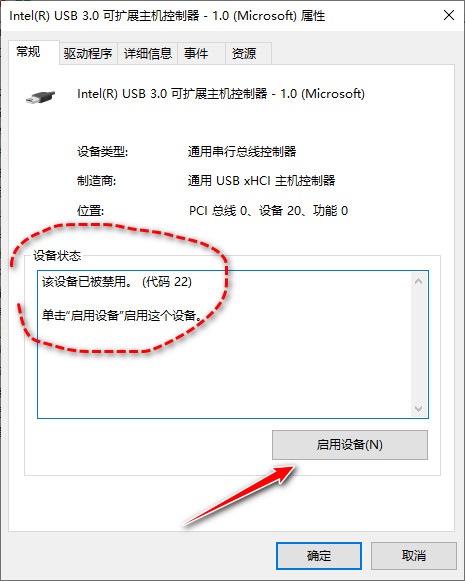 Intel(R) USB 3.0 可扩展主机控制器 - 1.0 (Microsoft) 属性
常规 驱动程序 详细信息 事件 资源
Intel(R) USB 3.0 可扩展主机控制器 - 1.0 (Microsoft)
设备类型: 通用串行总线控制器
制造商: 通用 USB xHCI 主机控制器
位置: PCI 总线 0、设备 20、功能 0
设备状态
该设备已被禁用。 (代码 22)
单击“启用设备”启用这个设备。
启用设备(N)
确定 取消